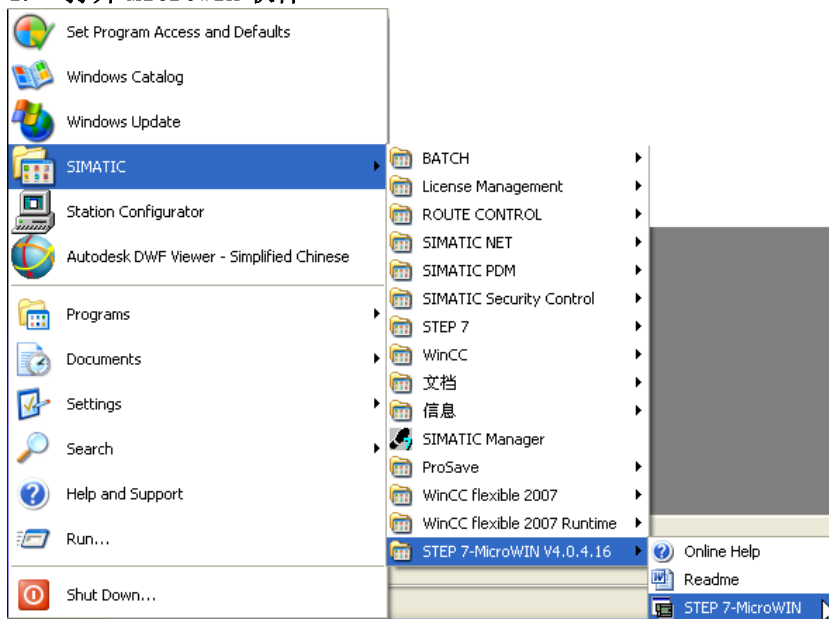 Set Program Access and Defaults
Windows Catalog
Windows Update
SIMATIC
Station Configurator
Autodesk DWF Viewer - Simplified Chinese
Programs
Documents
Settings
Search
Help and Support
Run...
Shut Down...
BATCH
License Management
ROUTE CONTROL
SIMATIC NET
SIMATIC PDM
SIMATIC Security Control
STEP 7
WinCC
文档
信息
SIMATIC Manager
ProSave
WinCC flexible 2007
WinCC flexible 2007 Runtime
STEP 7-MicroWIN V4.0.4.16
Online Help
Readme
STEP 7-MicroWIN